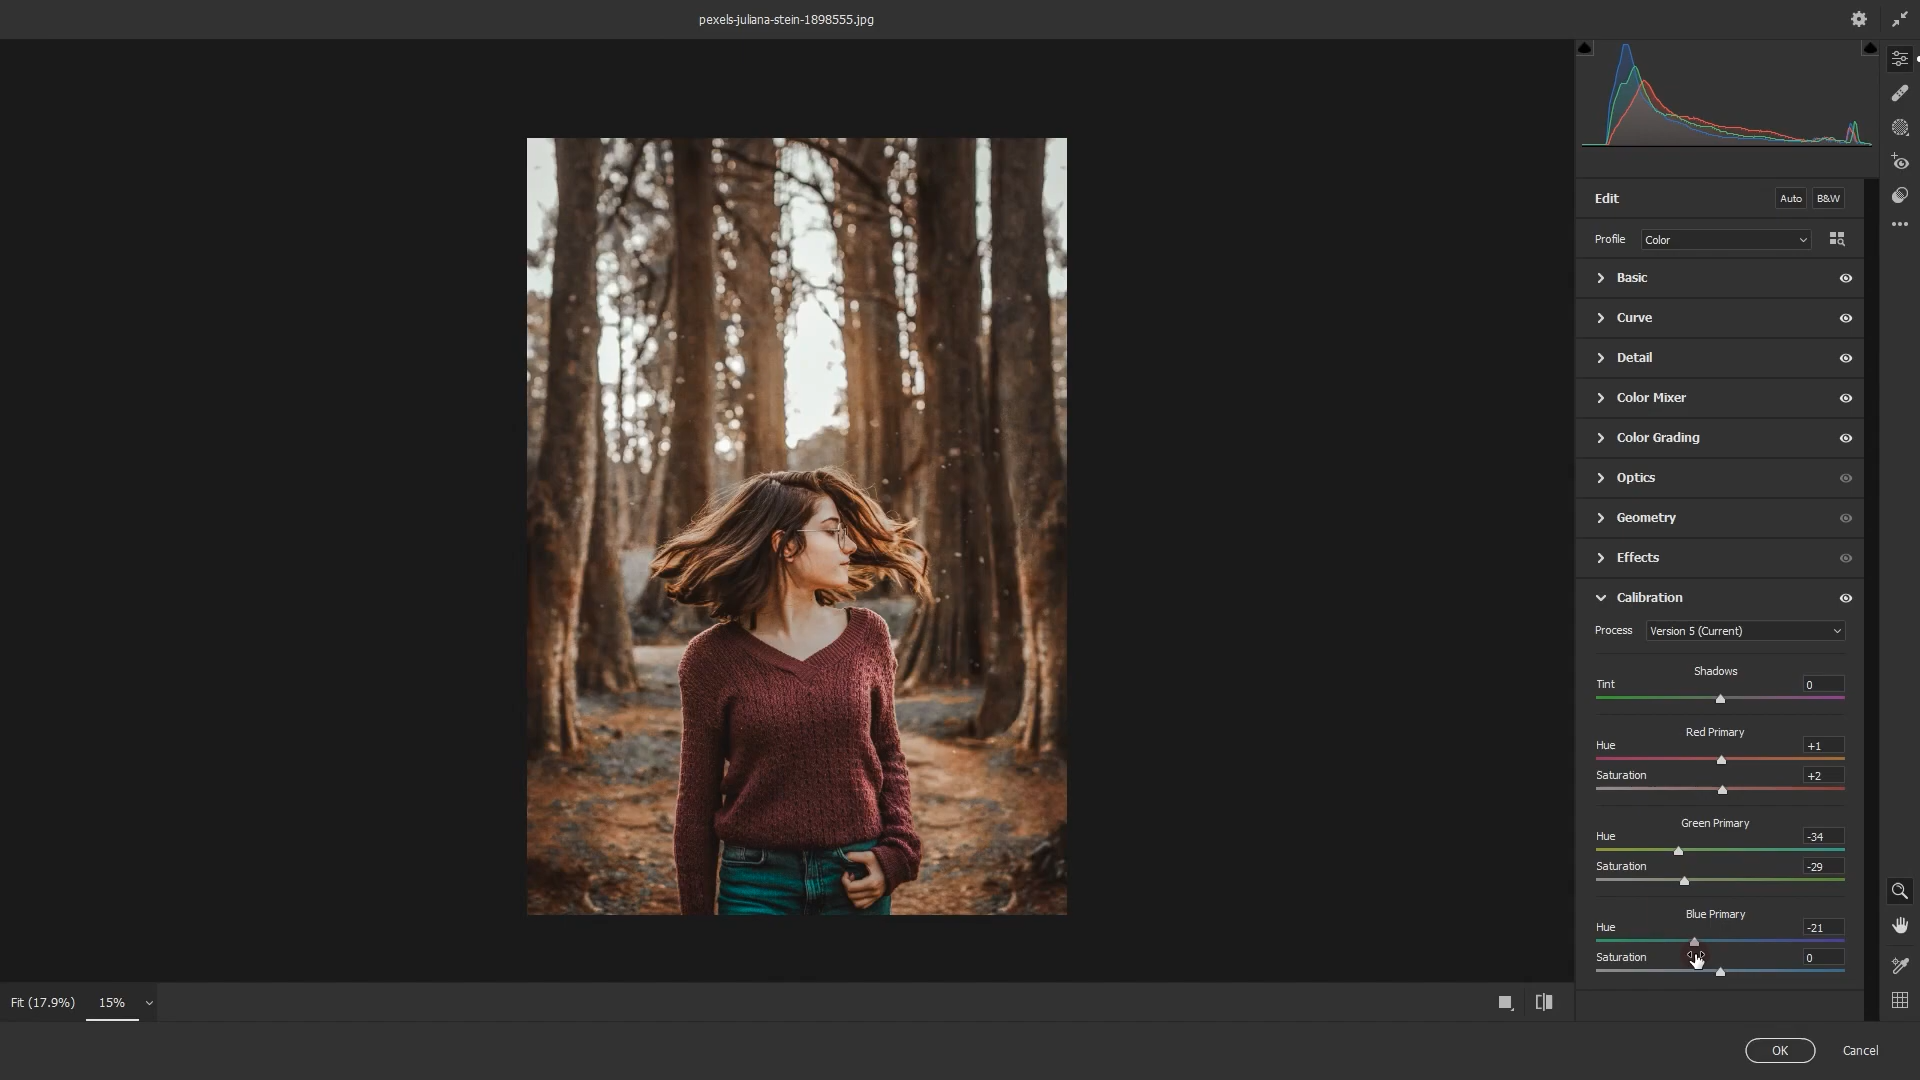 pexels-juliana-stein-1898555.jpg
Edit Auto B&W
Profile Color
Basic
Curve
Detail
Color Mixer
Color Grading
Optics
Geometry
Effects
Calibration
Process Version 5 (Current)
Shadows
Tint 0
Red Primary
Hue +1
Saturation +2
Green Primary
Hue -34
Saturation -29
Blue Primary
Hue -21
Saturation 0
Fit (17.9%) 15%
OK Cancel